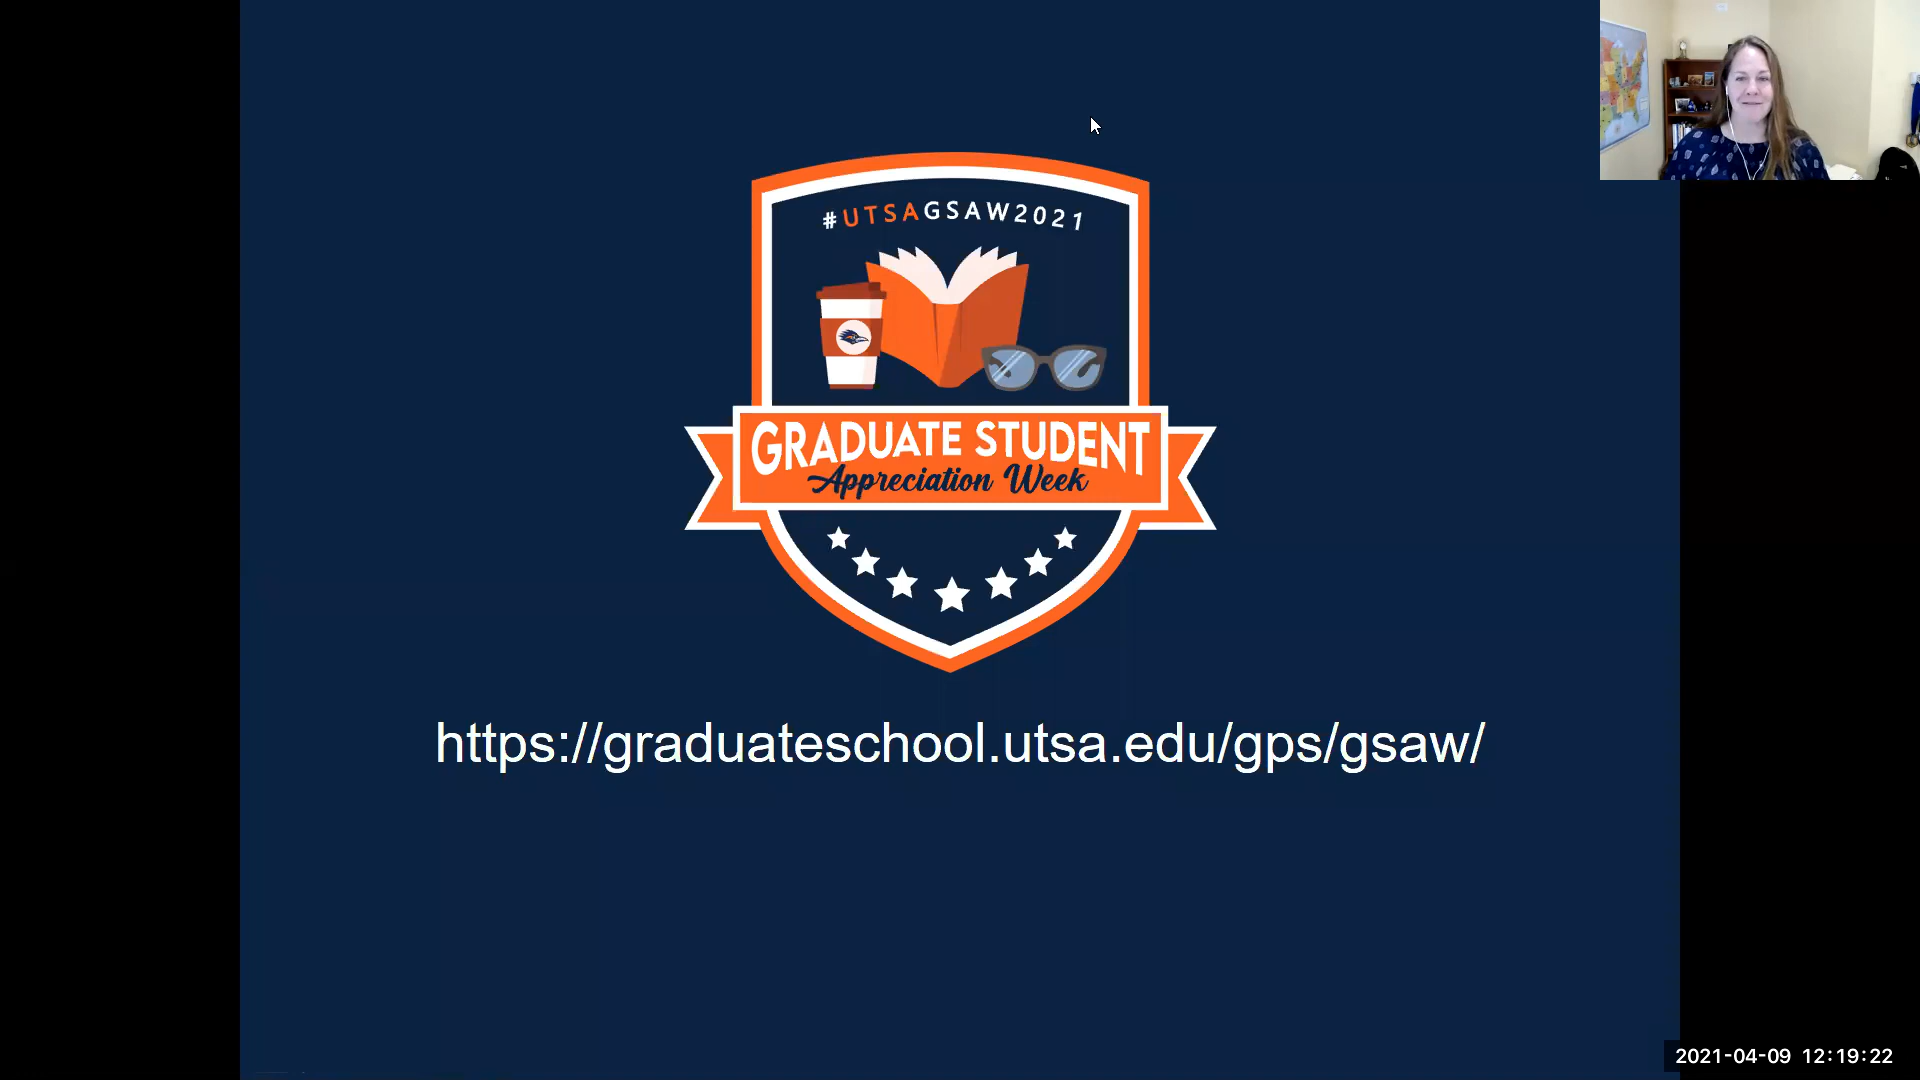 #UTSAGSAW2021
GRADUATE STUDENT
Appreciation Week
https://graduateschool.utsa.edu/gps/gsaw/
2021-04-09 12:19:22